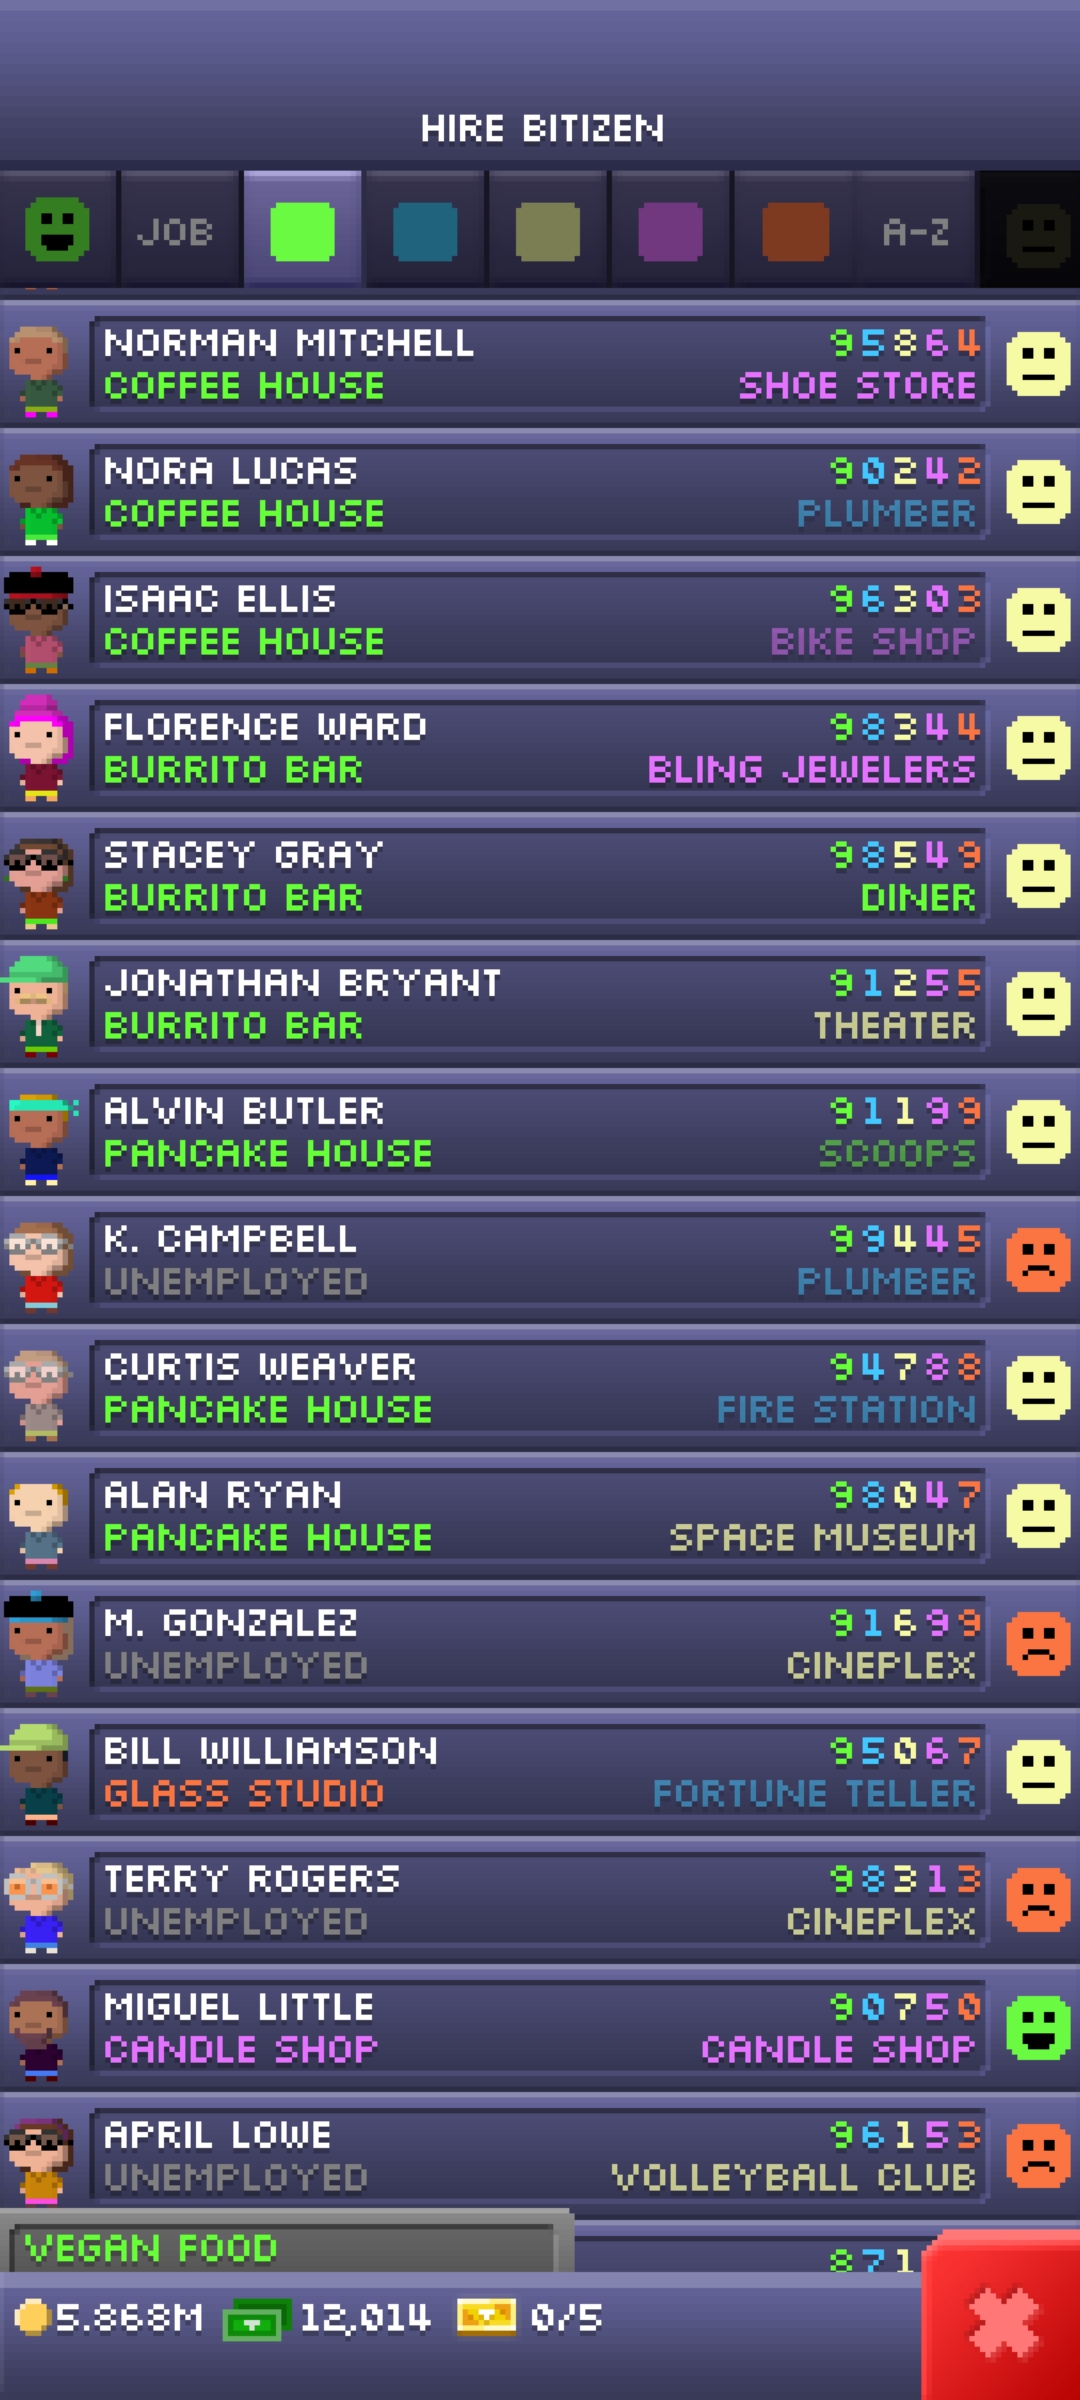 HIRE BITIZEN
JOB
A-Z
NORMAN MITCHELL 95864
COFFEE HOUSE SHOE STORE
NORA LUCAS 90242
COFFEE HOUSE PLUMBER
ISAAC ELLIS 96303
COFFEE HOUSE BIKE SHOP
FLORENCE WARD 98344
BURRITO BAR BLING JEWELERS
STACEY GRAY 98549
BURRITO BAR DINER
JONATHAN BRYANT 91255
BURRITO BAR THEATER
ALVIN BUTLER 91199
PANCAKE HOUSE SCOOPS
K. CAMPBELL 99445
UNEMPLOYED PLUMBER
CURTIS WEAVER 94788
PANCAKE HOUSE FIRE STATION
ALAN RYAN 98047
PANCAKE HOUSE SPACE MUSEUM
M. GONZALEZ 91699
UNEMPLOYED CINEPLEX
BILL WILLIAMSON 95067
GLASS STUDIO FORTUNE TELLER
TERRY ROGERS 98313
UNEMPLOYED CINEPLEX
MIGUEL LITTLE 90750
CANDLE SHOP CANDLE SHOP
APRIL LOWE 96153
UNEMPLOYED VOLLEYBALL CLUB
VEGAN FOOD 871
5.868M 12,014 0/5